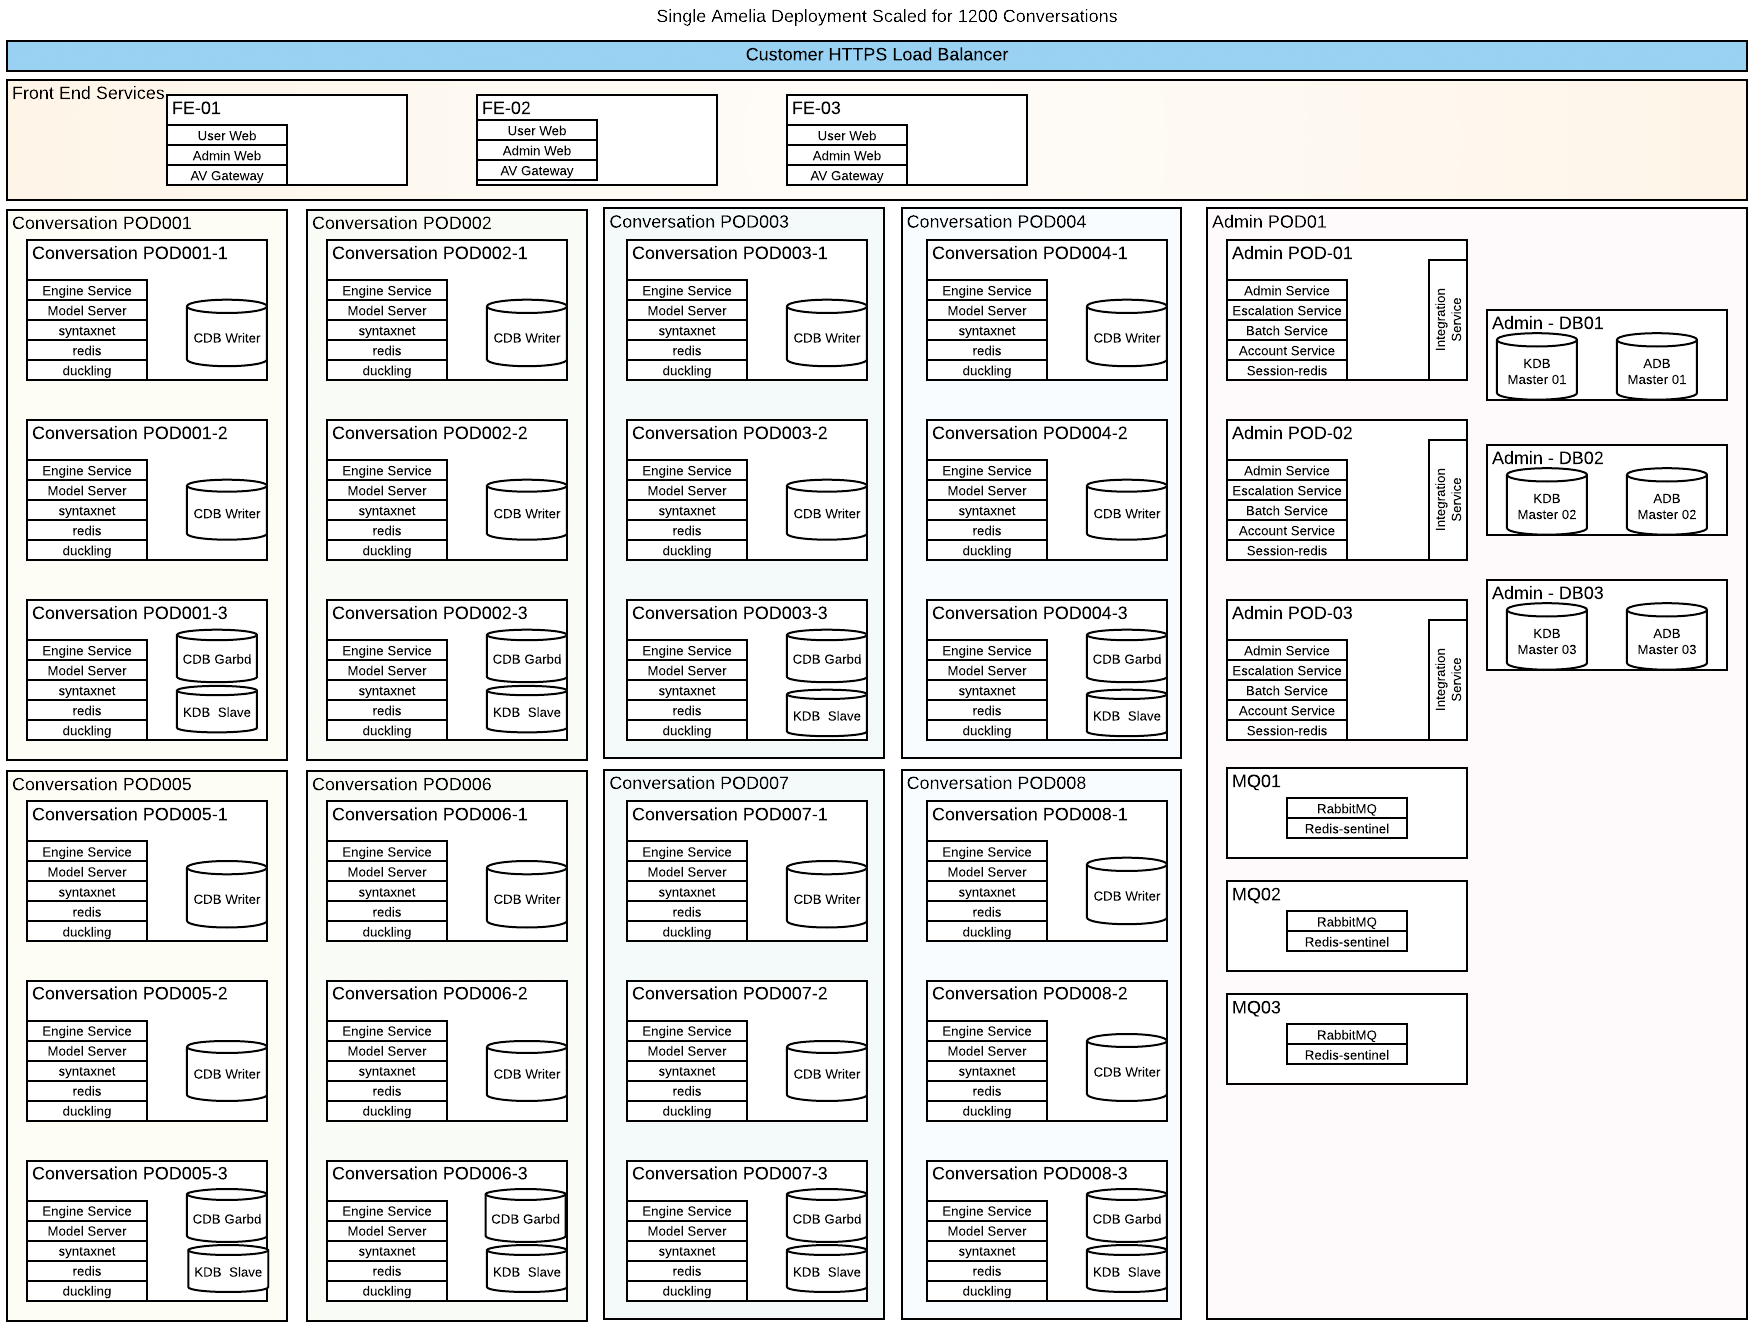 Single Amelia Deployment Scaled for 1200 Conversations
Customer HTTPS Load Balancer
Front End Services
FE-01
User Web
Admin Web
AV Gateway
FE-02
User Web
Admin Web
AV Gateway
FE-03
User Web
Admin Web
AV Gateway
Conversation POD001
Conversation POD001-1
Engine Service
Model Server
syntaxnet
redis
duckling
CDB Writer
Conversation POD001-2
Engine Service
Model Server
syntaxnet
redis
duckling
CDB Writer
Conversation POD001-3
Engine Service
Model Server
syntaxnet
redis
duckling
CDB Garbd
KDB Slave
Conversation POD002
Conversation POD002-1
Engine Service
Model Server
syntaxnet
redis
duckling
CDB Writer
Conversation POD002-2
Engine Service
Model Server
syntaxnet
redis
duckling
CDB Writer
Conversation POD002-3
Engine Service
Model Server
syntaxnet
redis
duckling
CDB Garbd
KDB Slave
Conversation POD003
Conversation POD003-1
Engine Service
Model Server
syntaxnet
redis
duckling
CDB Writer
Conversation POD003-2
Engine Service
Model Server
syntaxnet
redis
duckling
CDB Writer
Conversation POD003-3
Engine Service
Model Server
syntaxnet
redis
duckling
CDB Garbd
KDB Slave
Conversation POD004
Conversation POD004-1
Engine Service
Model Server
syntaxnet
redis
duckling
CDB Writer
Conversation POD004-2
Engine Service
Model Server
syntaxnet
redis
duckling
CDB Writer
Conversation POD004-3
Engine Service
Model Server
syntaxnet
redis
duckling
CDB Garbd
KDB Slave
Conversation POD005
Conversation POD005-1
Engine Service
Model Server
syntaxnet
redis
duckling
CDB Writer
Conversation POD005-2
Engine Service
Model Server
syntaxnet
redis
duckling
CDB Writer
Conversation POD005-3
Engine Service
Model Server
syntaxnet
redis
duckling
CDB Garbd
KDB Slave
Conversation POD006
Conversation POD006-1
Engine Service
Model Server
syntaxnet
redis
duckling
CDB Writer
Conversation POD006-2
Engine Service
Model Server
syntaxnet
redis
duckling
CDB Writer
Conversation POD006-3
Engine Service
Model Server
syntaxnet
redis
duckling
CDB Garbd
KDB Slave
Conversation POD007
Conversation POD007-1
Engine Service
Model Server
syntaxnet
redis
duckling
CDB Writer
Conversation POD007-2
Engine Service
Model Server
syntaxnet
redis
duckling
CDB Writer
Conversation POD007-3
Engine Service
Model Server
syntaxnet
redis
duckling
CDB Garbd
KDB Slave
Conversation POD008
Conversation POD008-1
Engine Service
Model Server
syntaxnet
redis
duckling
CDB Writer
Conversation POD008-2
Engine Service
Model Server
syntaxnet
redis
duckling
CDB Writer
Conversation POD008-3
Engine Service
Model Server
syntaxnet
redis
duckling
CDB Garbd
KDB Slave
Admin POD01
Admin POD-01
Admin Service
Escalation Service
Batch Service
Account Service
Session-redis
Integration
Service
Admin POD-02
Admin Service
Escalation Service
Batch Service
Account Service
Session-redis
Integration
Service
Admin POD-03
Admin Service
Escalation Service
Batch Service
Account Service
Session-redis
Integration
Service
Admin - DB01
KDB
Master 01
ADB
Master 01
Admin - DB02
KDB
Master 02
ADB
Master 02
Admin - DB03
KDB
Master 03
ADB
Master 03
MQ01
RabbitMQ
Redis-sentinel
MQ02
RabbitMQ
Redis-sentinel
MQ03
RabbitMQ
Redis-sentinel